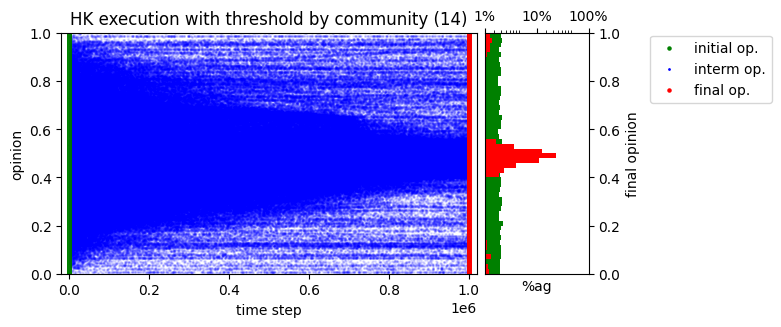 HK execution with threshold by community (14)
1% 10% 100%
initial op.
interm op.
final op.
opinion
1.0
0.8
0.6
0.4
0.2
0.0
0.0 0.2 0.4 0.6 0.8 1.0
1e6
time step
%ag
1.0
0.8
0.6
0.4
0.2
0.0
final opinion